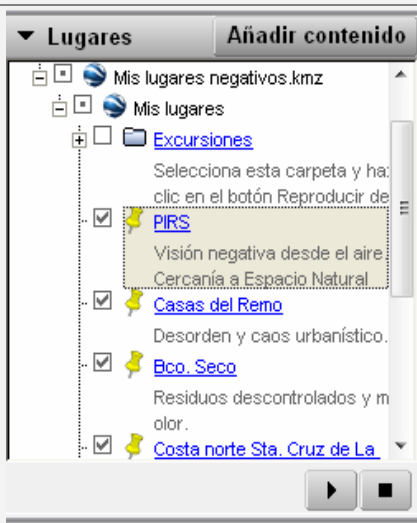 Lugares
Añadir contenido
Mis lugares negativos.kmz
Mis lugares
Excursiones
Selecciona esta carpeta y ha
clic en el botón Reproducir de
PIRS
Visión negativa desde el aire.
Cercanía a Espacio Natural
Casas del Remo
Desorden y caos urbanístico.
Bco. Seco
Residuos descontrolados y m
olor.
Costa norte Sta. Cruz de La